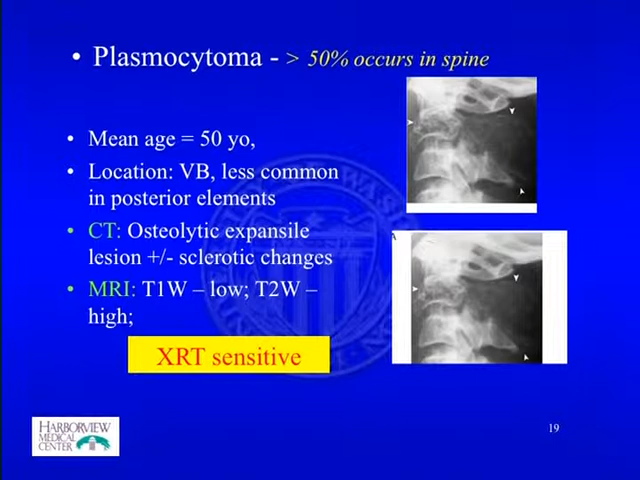 • Plasmocytoma - > 50% occurs in spine
• Mean age = 50 yo,
• Location: VB, less common
in posterior elements
• CT: Osteolytic expansile
lesion +/- sclerotic changes
• MRI: T1W – low; T2W –
high;
XRT sensitive
HARBORVIEW
MEDICAL
CENTER
19